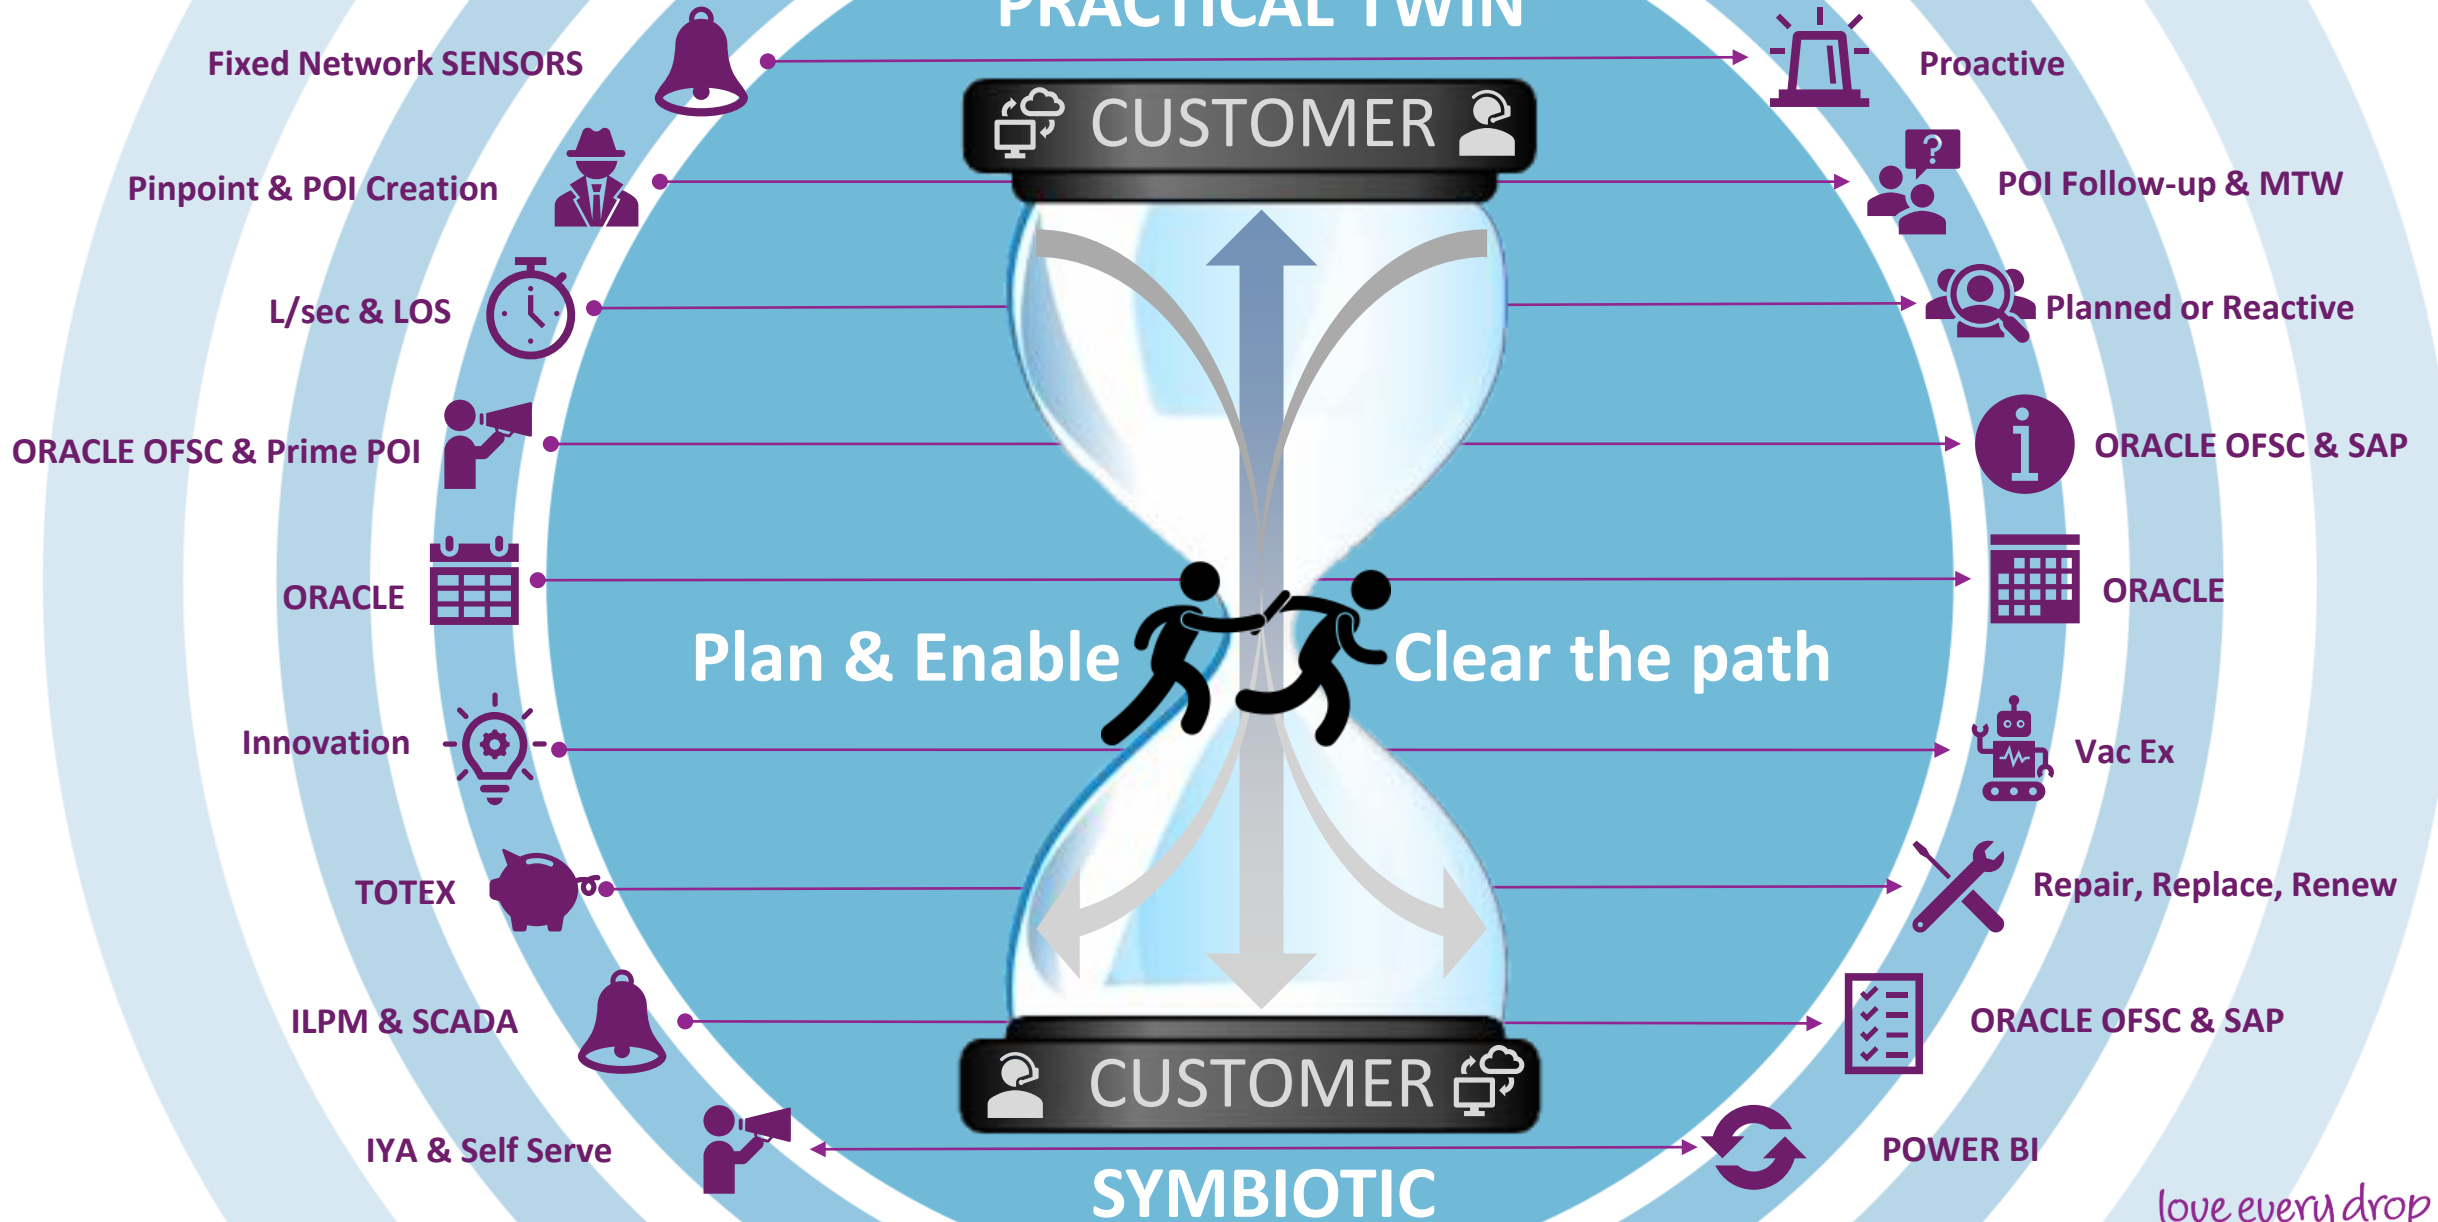 PRACTICAL TWIN
Fixed Network SENSORS
Proactive
CUSTOMER
Pinpoint & POI Creation
?
POI Follow-up & MTW
L/sec & LOS
Planned or Reactive
ORACLE OFSC & Prime POI
i
ORACLE OFSC & SAP
ORACLE
ORACLE
Plan & Enable
Clear the path
Innovation
Vac Ex
TOTEX
Repair, Replace, Renew
ILPM & SCADA
ORACLE OFSC & SAP
CUSTOMER
IYA & Self Serve
POWER BI
SYMBIOTIC
love every drop